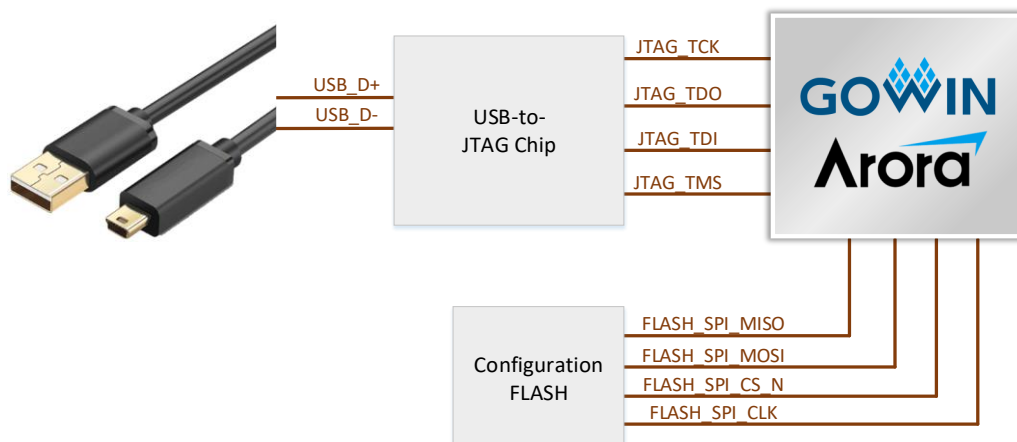 USB_D+
USB_D-
USB-to-
JTAG Chip
JTAG_TCK
JTAG_TDO
JTAG_TDI
JTAG_TMS
GOWIN
Arora
Configuration
FLASH
FLASH_SPI_MISO
FLASH_SPI_MOSI
FLASH_SPI_CS_N
FLASH_SPI_CLK